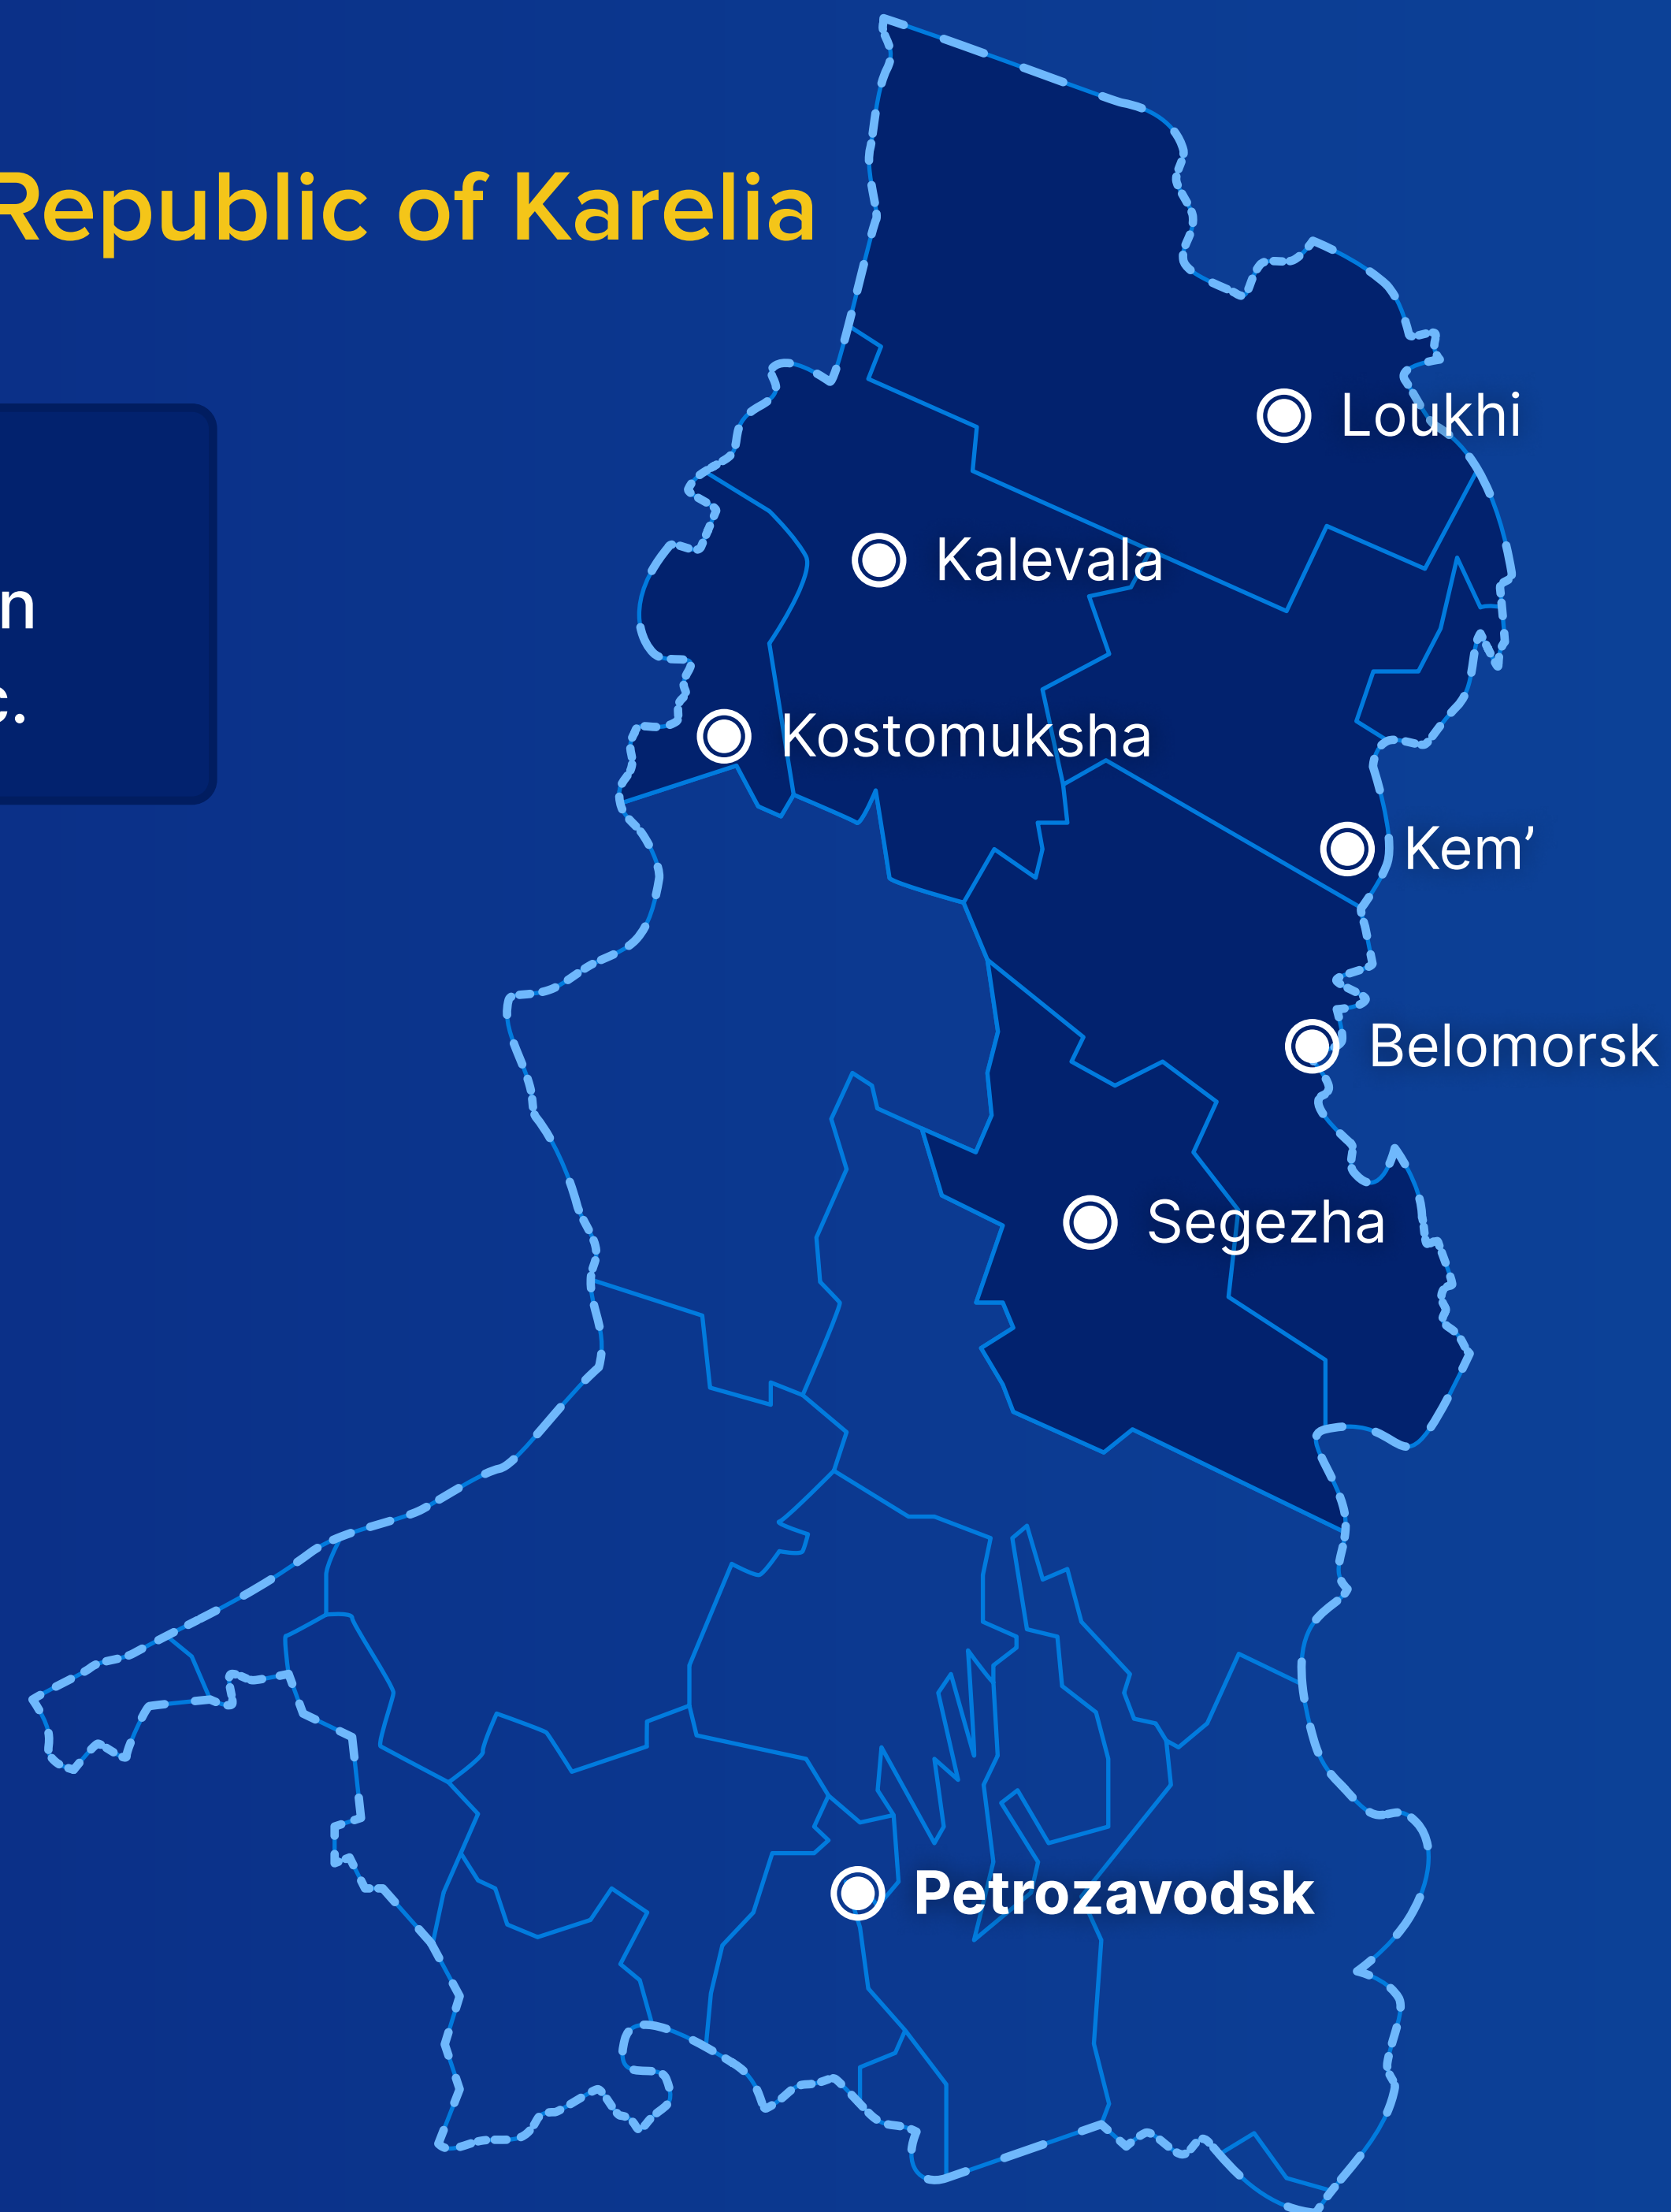 Republic of Karelia
Loukhi
Kalevala
n
c.
Kostomuksha
Kem’
Belomorsk
Segezha
Petrozavodsk